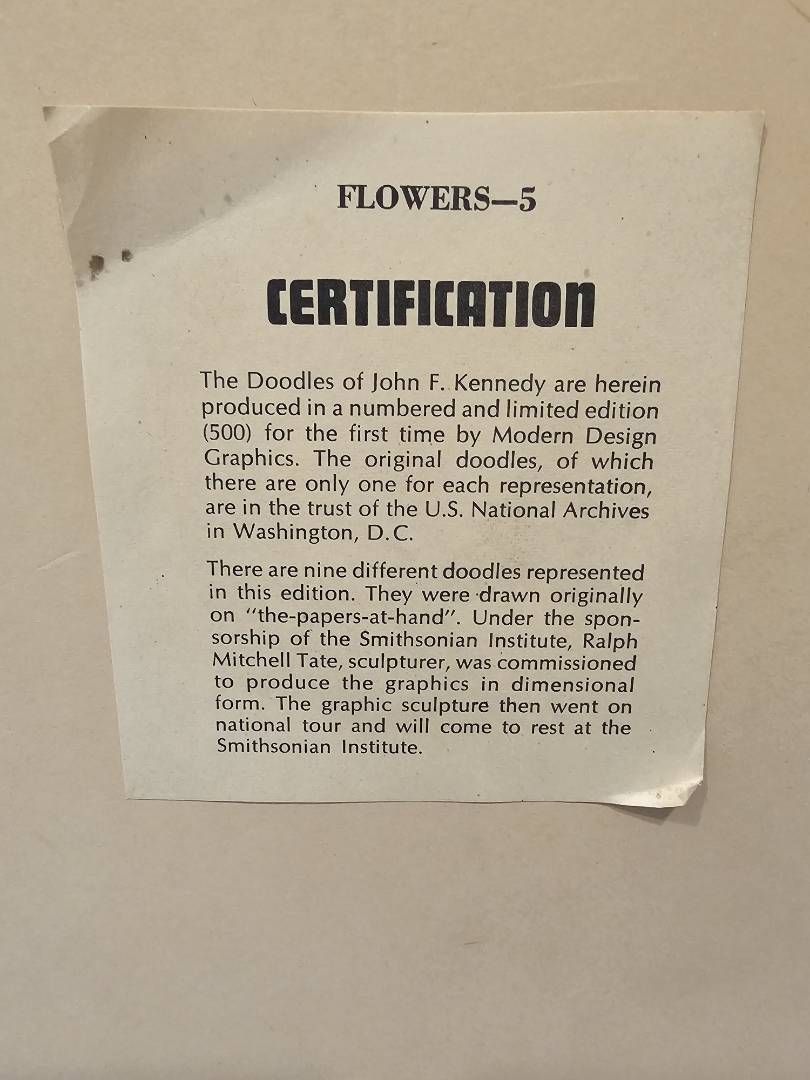 FLOWERS—5
CERTIFICATION
The Doodles of John F. Kennedy are herein
produced in a numbered and limited edition
(500) for the first time by Modern Design
Graphics. The original doodles, of which
there are only one for each representation,
are in the trust of the U.S. National Archives
in Washington, D.C.
There are nine different doodles represented
in this edition. They were drawn originally
on “the-papers-at-hand”. Under the spon-
sorship of the Smithsonian Institute, Ralph
Mitchell Tate, sculpturer, was commissioned
to produce the graphics in dimensional
form. The graphic sculpture then went on
national tour and will come to rest at the
Smithsonian Institute.